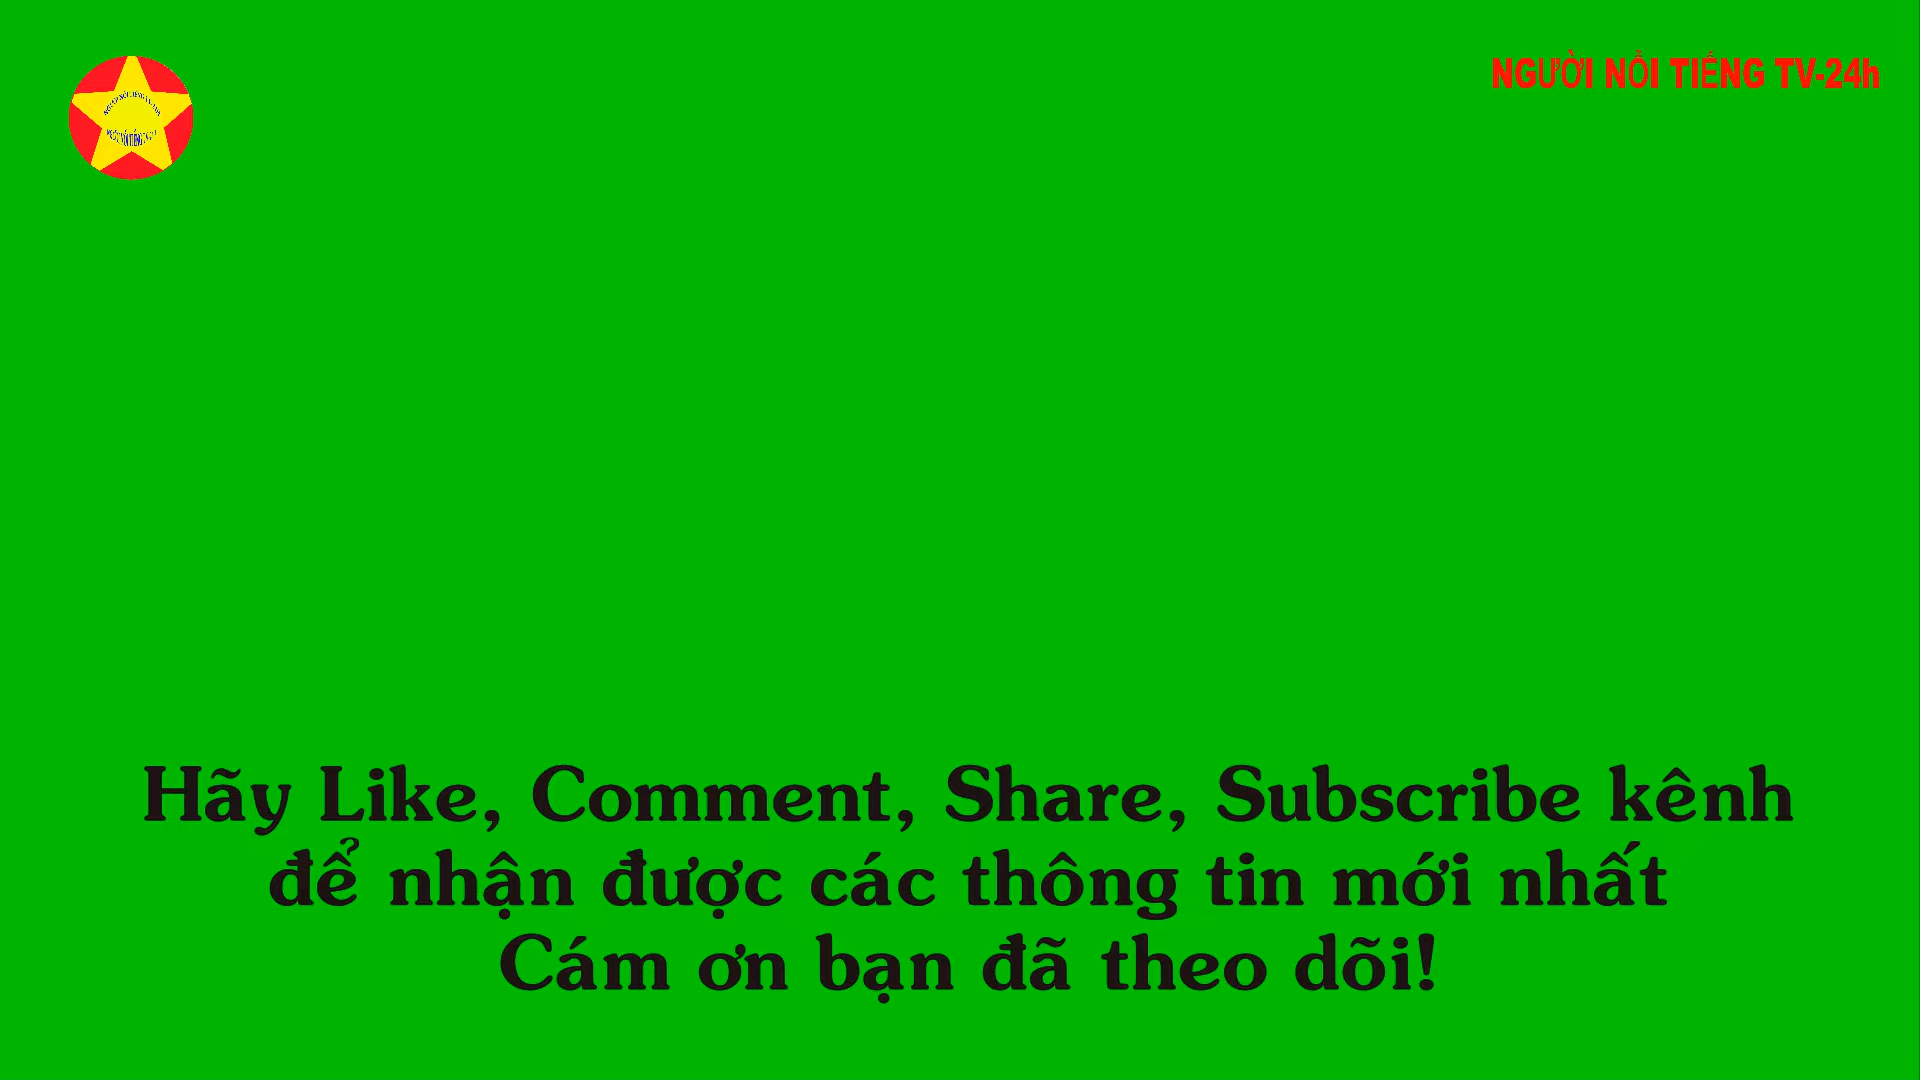 NGƯỜI NỔI TIẾNG TV-24h
Hãy Like, Comment, Share, Subscribe kênh
để nhận được các thông tin mới nhất
Cám ơn bạn đã theo dõi!